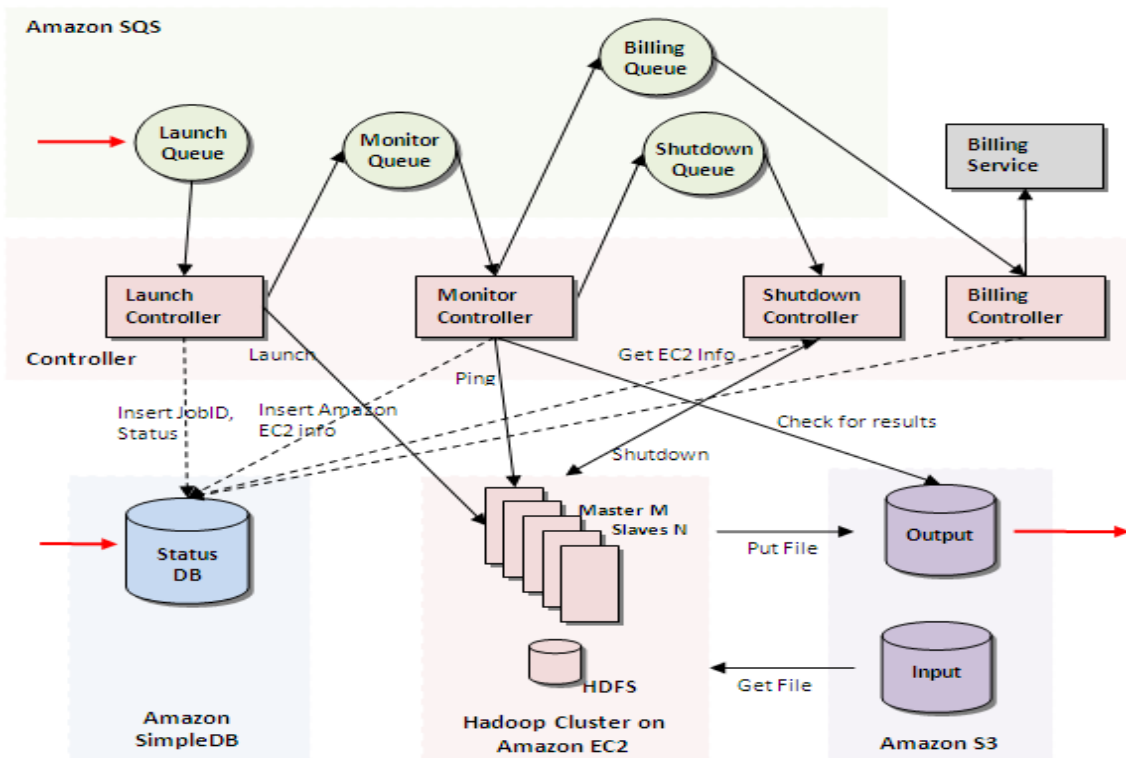 Amazon SQS
Billing
Queue
Launch
Queue
Monitor
Queue
Shutdown
Queue
Billing
Service
Launch
Controller
Monitor
Controller
Shutdown
Controller
Billing
Controller
Controller
Launch
Get EC2 Info
Ping
Insert JobID,
Status
Insert Amazon
EC2 info
Check for results
Shutdown
Master M
Slaves N
Status
DB
Put File
Output
HDFS
Get File
Input
Amazon
SimpleDB
Hadoop Cluster on
Amazon EC2
Amazon S3